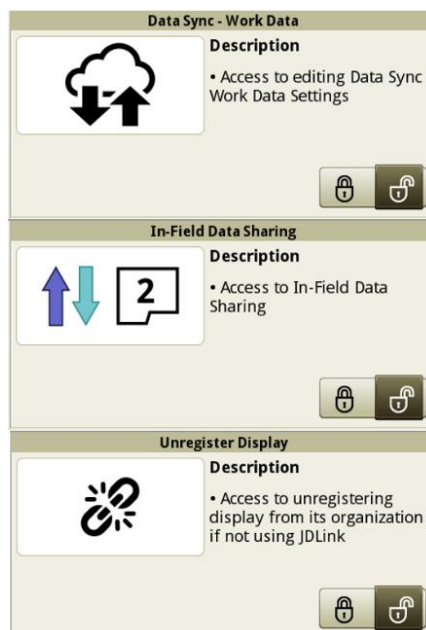 Data Sync - Work Data
Description
• Access to editing Data Sync
Work Data Settings
In-Field Data Sharing
2
Description
• Access to In-Field Data
Sharing
Unregister Display
Description
• Access to unregistering
display from its organization
if not using JDLink